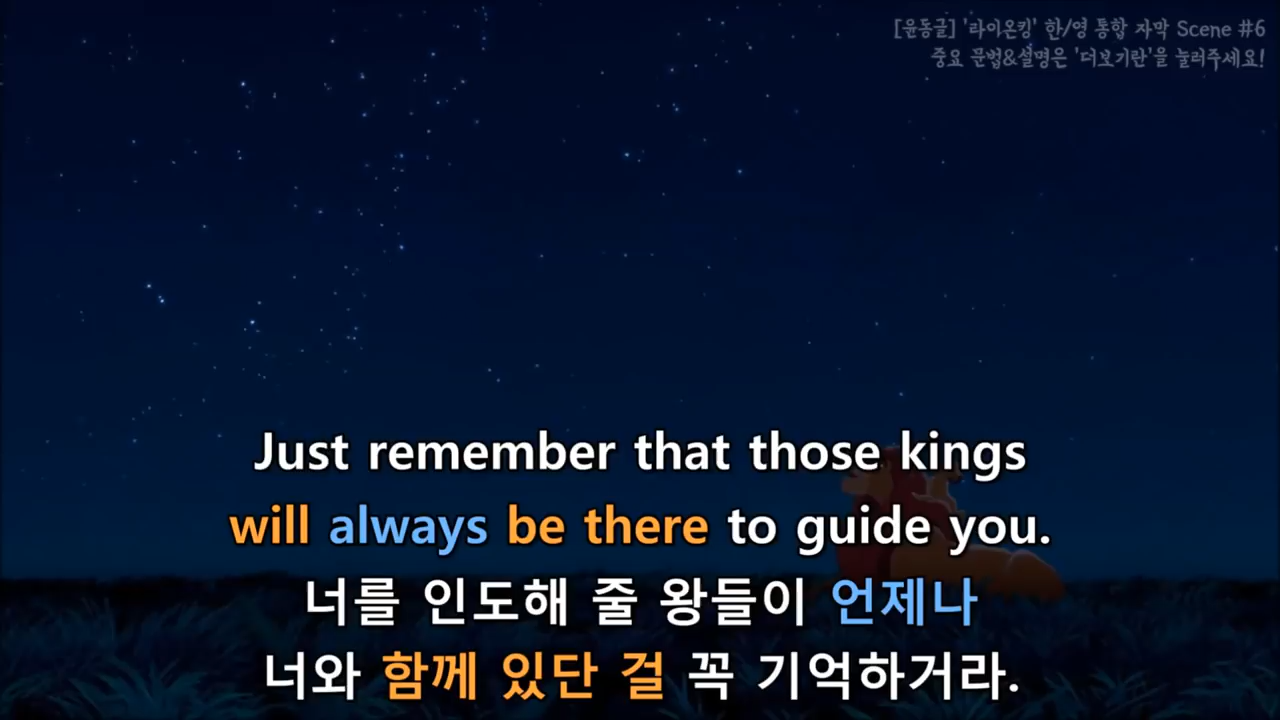 [윤동글] '라이온킹' 한/영 통합 자막 Scene #6
중요 문법&설명은 '더보기란'을 눌러주세요!
Just remember that those kings
will always be there to guide you.
너를 인도해 줄 왕들이 언제나
너와 함께 있단 걸 꼭 기억하거라.